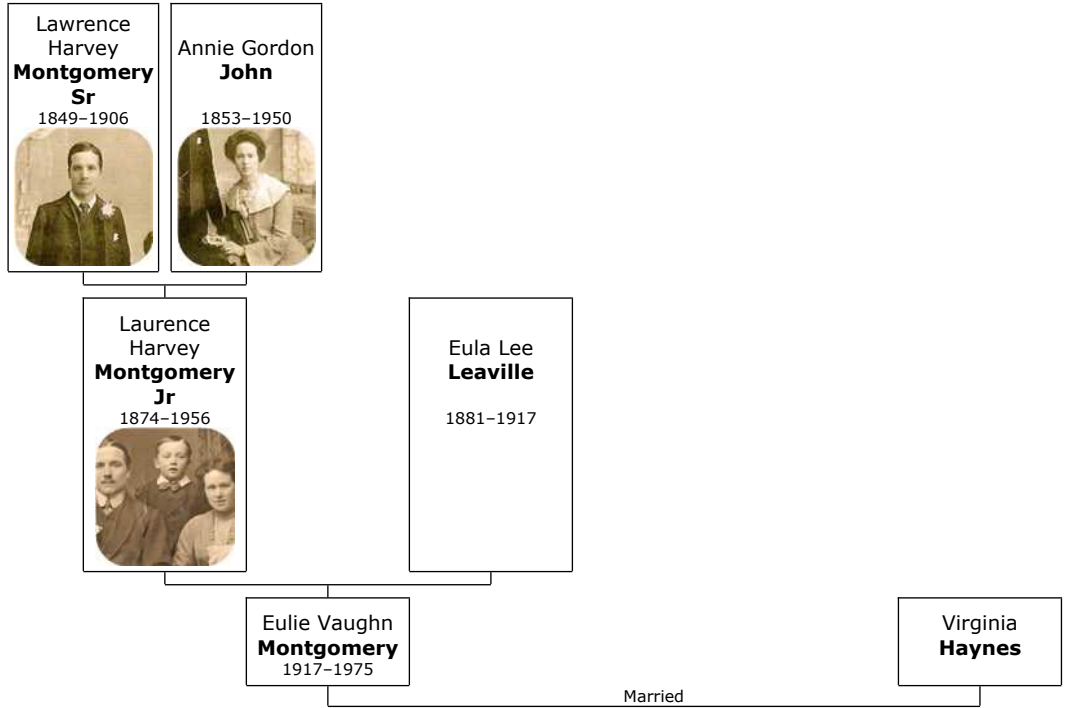 Lawrence
Harvey
Montgomery
Sr
1849–1906
Annie Gordon
John
1853–1950
Laurence
Harvey
Montgomery
Jr
1874–1956
Eula Lee
Leaville
1881–1917
Eulie Vaughn
Montgomery
1917–1975
Virginia
Haynes
Married